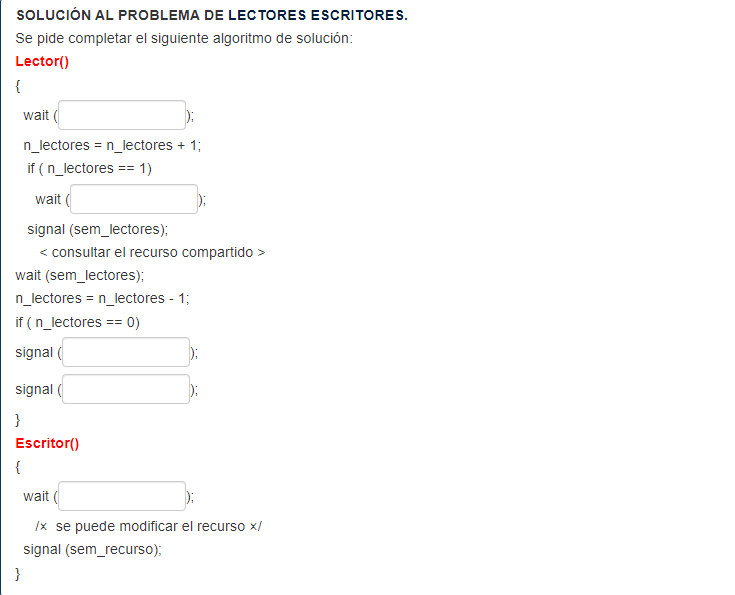 SOLUCIÓN AL PROBLEMA DE LECTORES ESCRITORES.
Se pide completar el siguiente algoritmo de solución:
Lector()
{
wait ( );
n_lectores = n_lectores + 1;
if ( n_lectores == 1)
wait ( );
signal (sem_lectores);
< consultar el recurso compartido >
wait (sem_lectores);
n_lectores = n_lectores - 1;
if ( n_lectores == 0)
signal ( );
signal ( );
}
Escritor()
{
wait ( );
/× se puede modificar el recurso ×/
signal (sem_recurso);
}